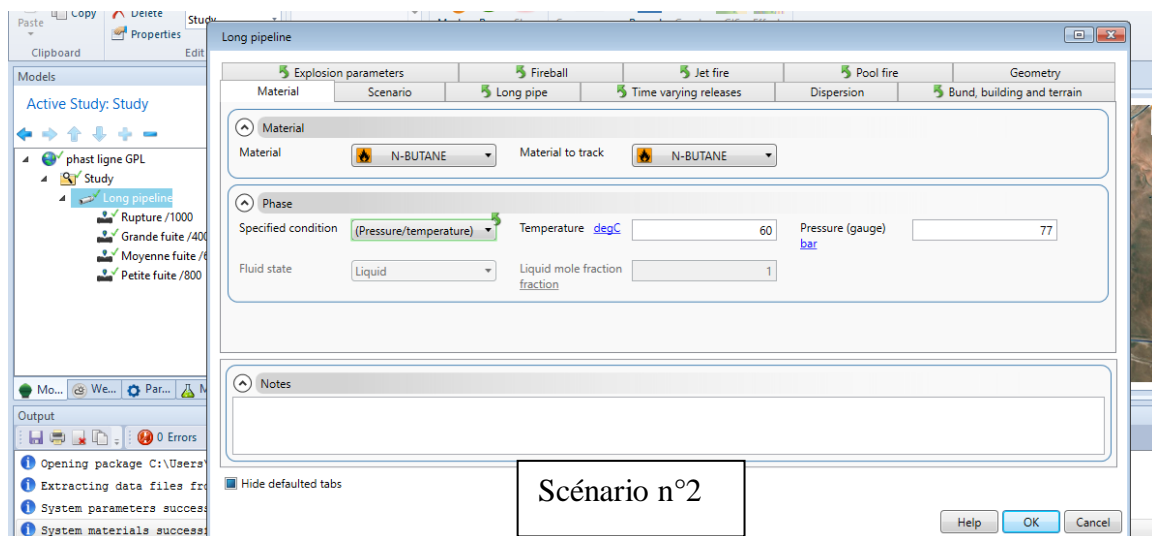 Copy Delete
Paste Properties
Clipboard Edit
Long pipeline
Models
Active Study: Study
phast ligne GPL
Study
Long pipeline
Rupture /1000
Grande fuite /400
Moyenne fuite /
Petite fuite /800
Mo... We... Par...
Output
0 Errors
Opening package C:\Users
Extracting data files
System parameters
System materials
Explosion parameters Fireball Jet fire Pool fire Geometry
Material Scenario Long pipe Time varying releases Dispersion Bund, building and terrain
Material
Material N-BUTANE Material to track N-BUTANE
Phase
Specified condition (Pressure/temperature) Temperature degC 60 Pressure (gauge) 77
bar
Fluid state Liquid Liquid mole fraction 1
fraction
Notes
Hide defaulted tabs
Scénario n°2
Help OK Cancel